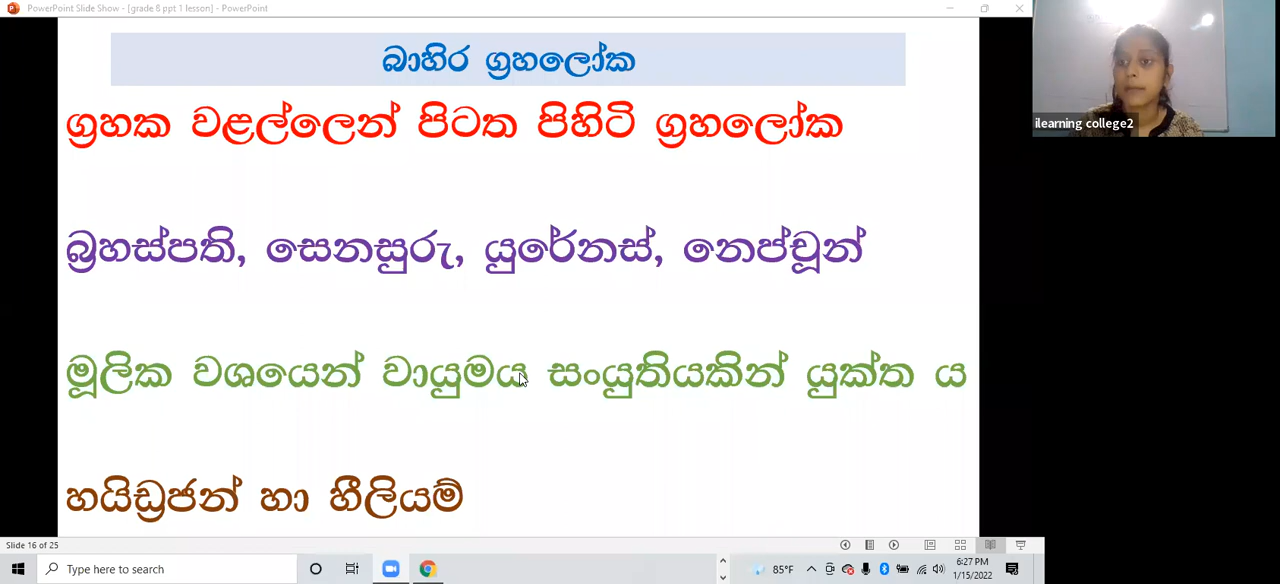 PowerPoint Slide Show - [grade 8 ppt 1 lesson] - PowerPoint
බාහිර ග්‍රහලෝක
ග්‍රහක වළල්ලෙන් පිටත පිහිටි ග්‍රහලෝක
බ්‍රහස්පති, සෙනසුරු, යුරේනස්, නෙප්චූන්
මූලික වශයෙන් වායුමය සංයුතියකින් යුක්ත ය
හයිඩ්‍රජන් හා හීලියම්
ilearning college2
Slide 16 of 25
Type here to search
85°F
6:27 PM
1/15/2022